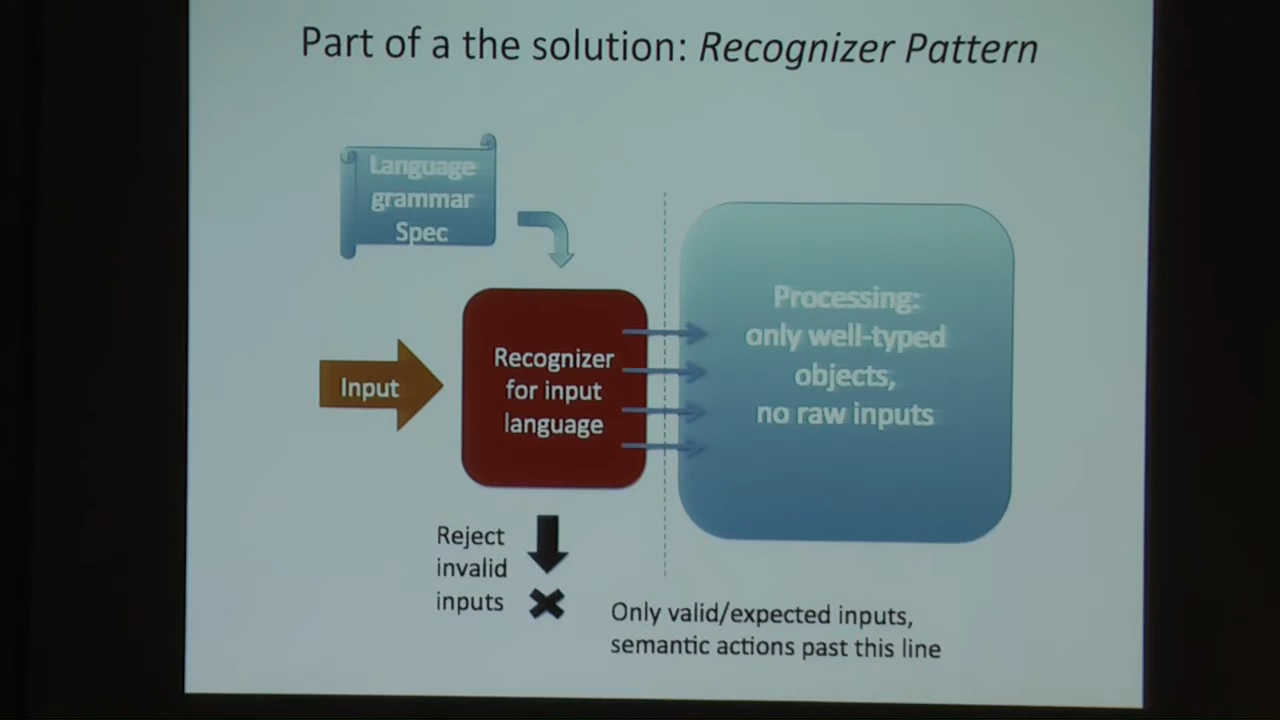 Part of a the solution: Recognizer Pattern
Language
grammar
Spec
Input
Recognizer
for input
language
Processing:
only well-typed
objects,
no raw inputs
Reject
invalid
inputs
Only valid/expected inputs,
semantic actions past this line